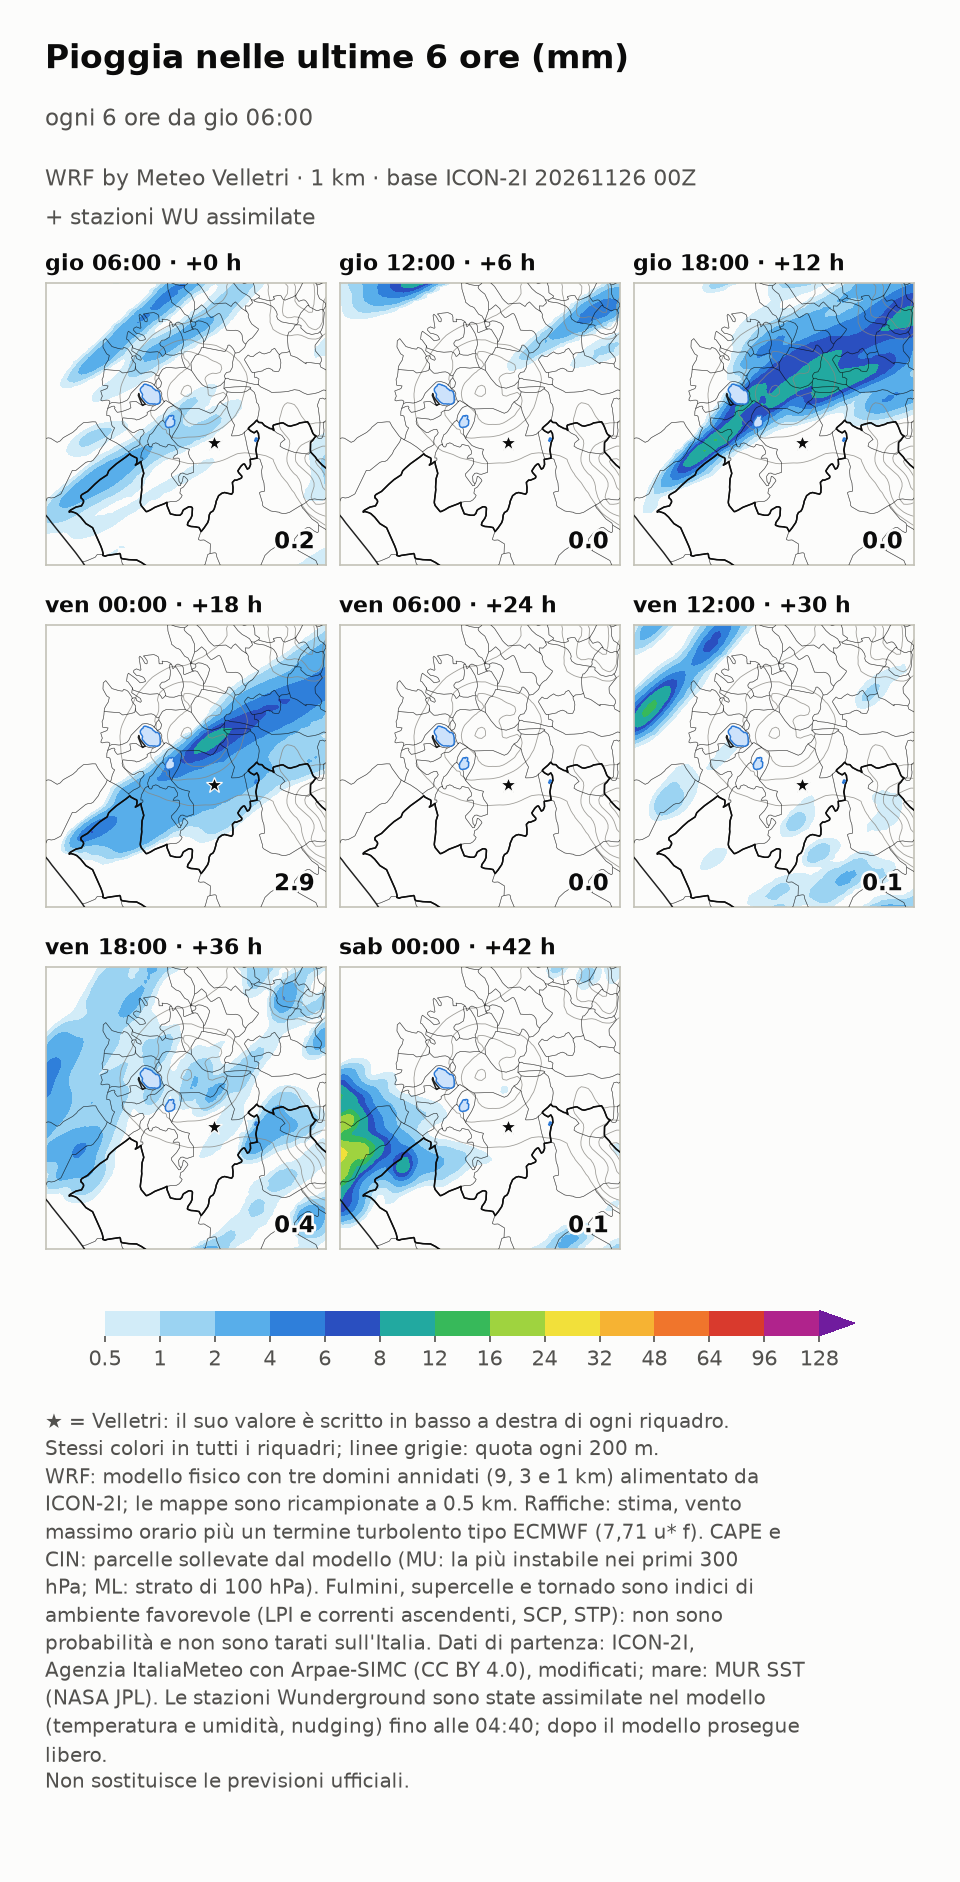 Pioggia nelle ultime 6 ore (mm)
ogni 6 ore da gio 06:00
WRF by Meteo Velletri · 1 km · base ICON-2I 20261126 00Z
+ stazioni WU assimilate
gio 06:00 · +0 h
gio 12:00 · +6 h
gio 18:00 · +12 h
0.2
0.0
0.0
ven 00:00 · +18 h
ven 06:00 · +24 h
ven 12:00 · +30 h
2.9
0.0
0.1
ven 18:00 · +36 h
sab 00:00 · +42 h
0.4
0.1
0.5 1 2 4 6 8 12 16 24 32 48 64 96 128
★ = Velletri: il suo valore è scritto in basso a destra di ogni riquadro.
Stessi colori in tutti i riquadri; linee grigie: quota ogni 200 m.
WRF: modello fisico con tre domini annidati (9, 3 e 1 km) alimentato da
ICON-2I; le mappe sono ricampionate a 0.5 km. Raffiche: stima, vento
massimo orario più un termine turbolento tipo ECMWF (7,71 u* f). CAPE e
CIN: parcelle sollevate dal modello (MU: la più instabile nei primi 300
hPa; ML: strato di 100 hPa). Fulmini, supercelle e tornado sono indici di
ambiente favorevole (LPI e correnti ascendenti, SCP, STP): non sono
probabilità e non sono tarati sull'Italia. Dati di partenza: ICON-2I,
Agenzia ItaliaMeteo con Arpae-SIMC (CC BY 4.0), modificati; mare: MUR SST
(NASA JPL). Le stazioni Wunderground sono state assimilate nel modello
(temperatura e umidità, nudging) fino alle 04:40; dopo il modello prosegue
libero.
Non sostituisce le previsioni ufficiali.